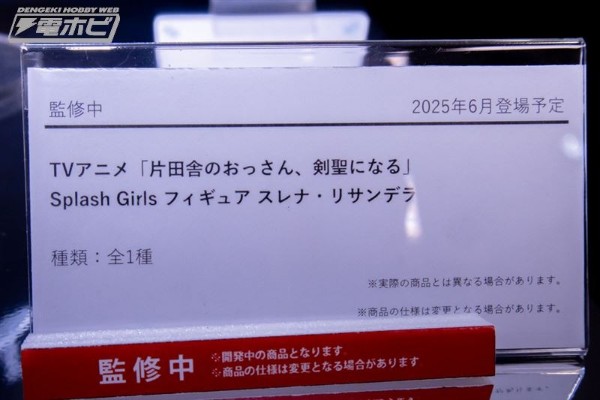 DENGEKI HOBBY WEB
電ホビ
監修中
2025年6月登場予定
TVアニメ「片田舎のおっさん、剣聖になる」
Splash Girls フィギュア スレナ・リサンデラ
種類：全1種
※実際の商品とは異なる場合があります。
※商品の仕様は変更となる場合があります。
監修中
※開発中の商品となります
※商品の仕様は変更となる場合があります